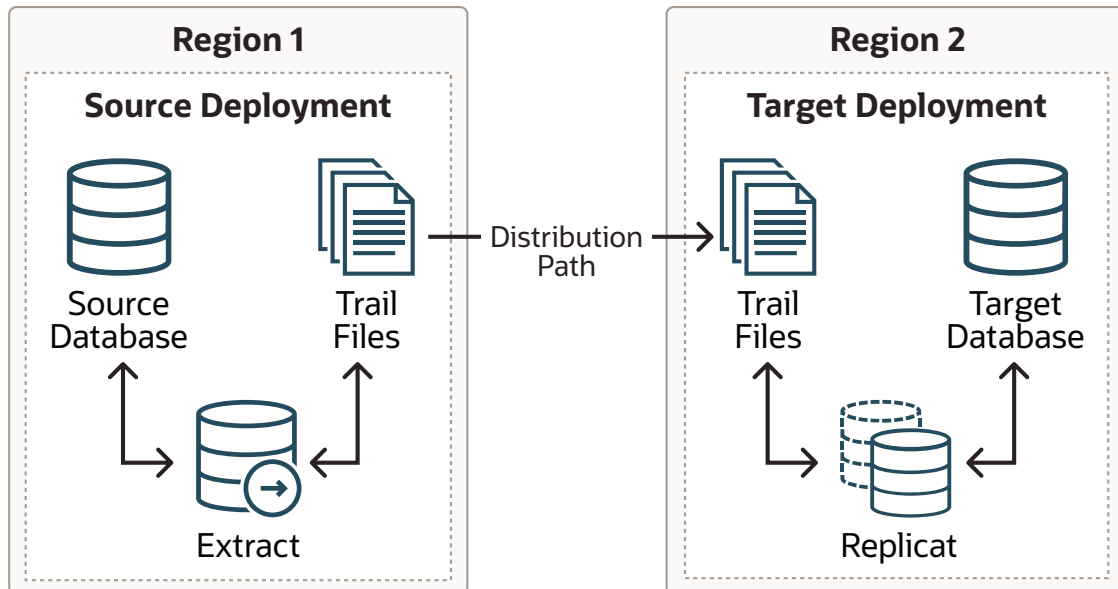 Region 1
Source Deployment
Source
Database
Trail
Files
Extract
Distribution
Path
Region 2
Target Deployment
Trail
Files
Target
Database
Replicat